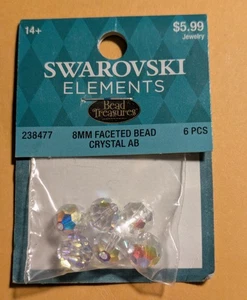 14+
$5.99
Jewelry
SWAROVSKI
ELEMENTS
Bead
Treasures
238477
8MM FACETED BEAD
6 PCS
CRYSTAL AB